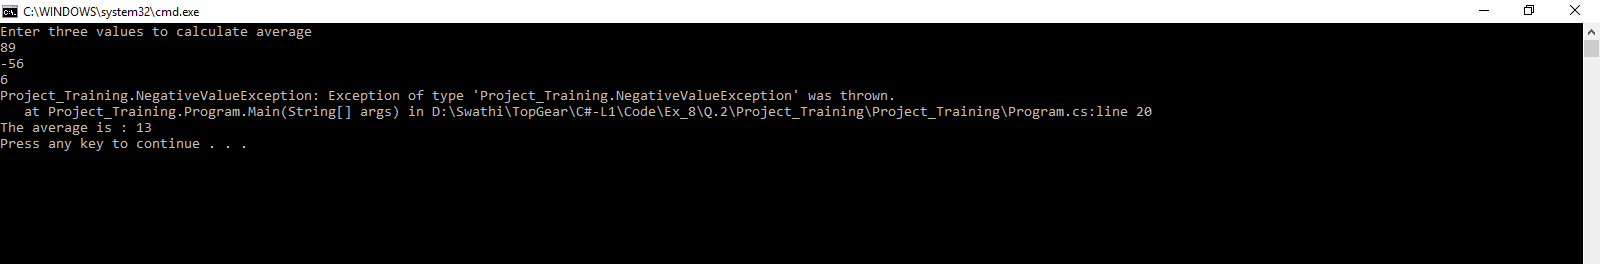 C:\WINDOWS\system32\cmd.exe
Enter three values to calculate average
89
-56
6
Project_Training.NegativeValueException: Exception of type 'Project_Training.NegativeValueException' was thrown.
   at Project_Training.Program.Main(String[] args) in D:\Swathi\TopGear\C#-L1\Code\Ex_8\Q.2\Project_Training\Project_Training\Program.cs:line 20
The average is : 13
Press any key to continue . . .